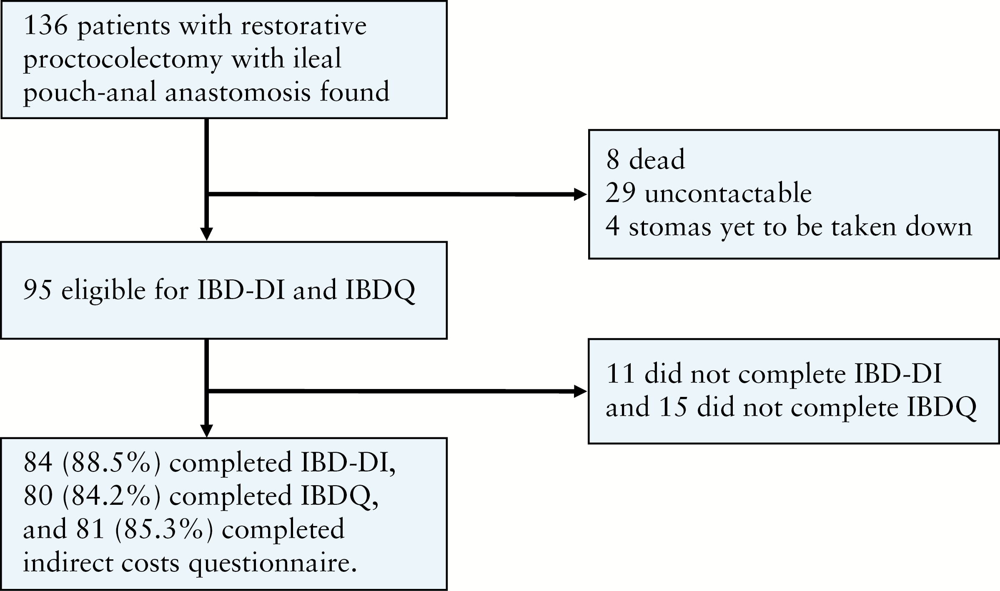 136 patients with restorative
proctocolectomy with ileal
pouch-anal anastomosis found
8 dead
29 uncontactable
4 stomas yet to be taken down
95 eligible for IBD-DI and IBDQ
11 did not complete IBD-DI
and 15 did not complete IBDQ
84 (88.5%) completed IBD-DI,
80 (84.2%) completed IBDQ,
and 81 (85.3%) completed
indirect costs questionnaire.